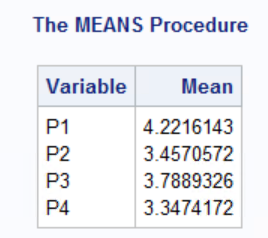 The MEANS Procedure
Variable Mean
P1 4.2216143
P2 3.4570572
P3 3.7889326
P4 3.3474172